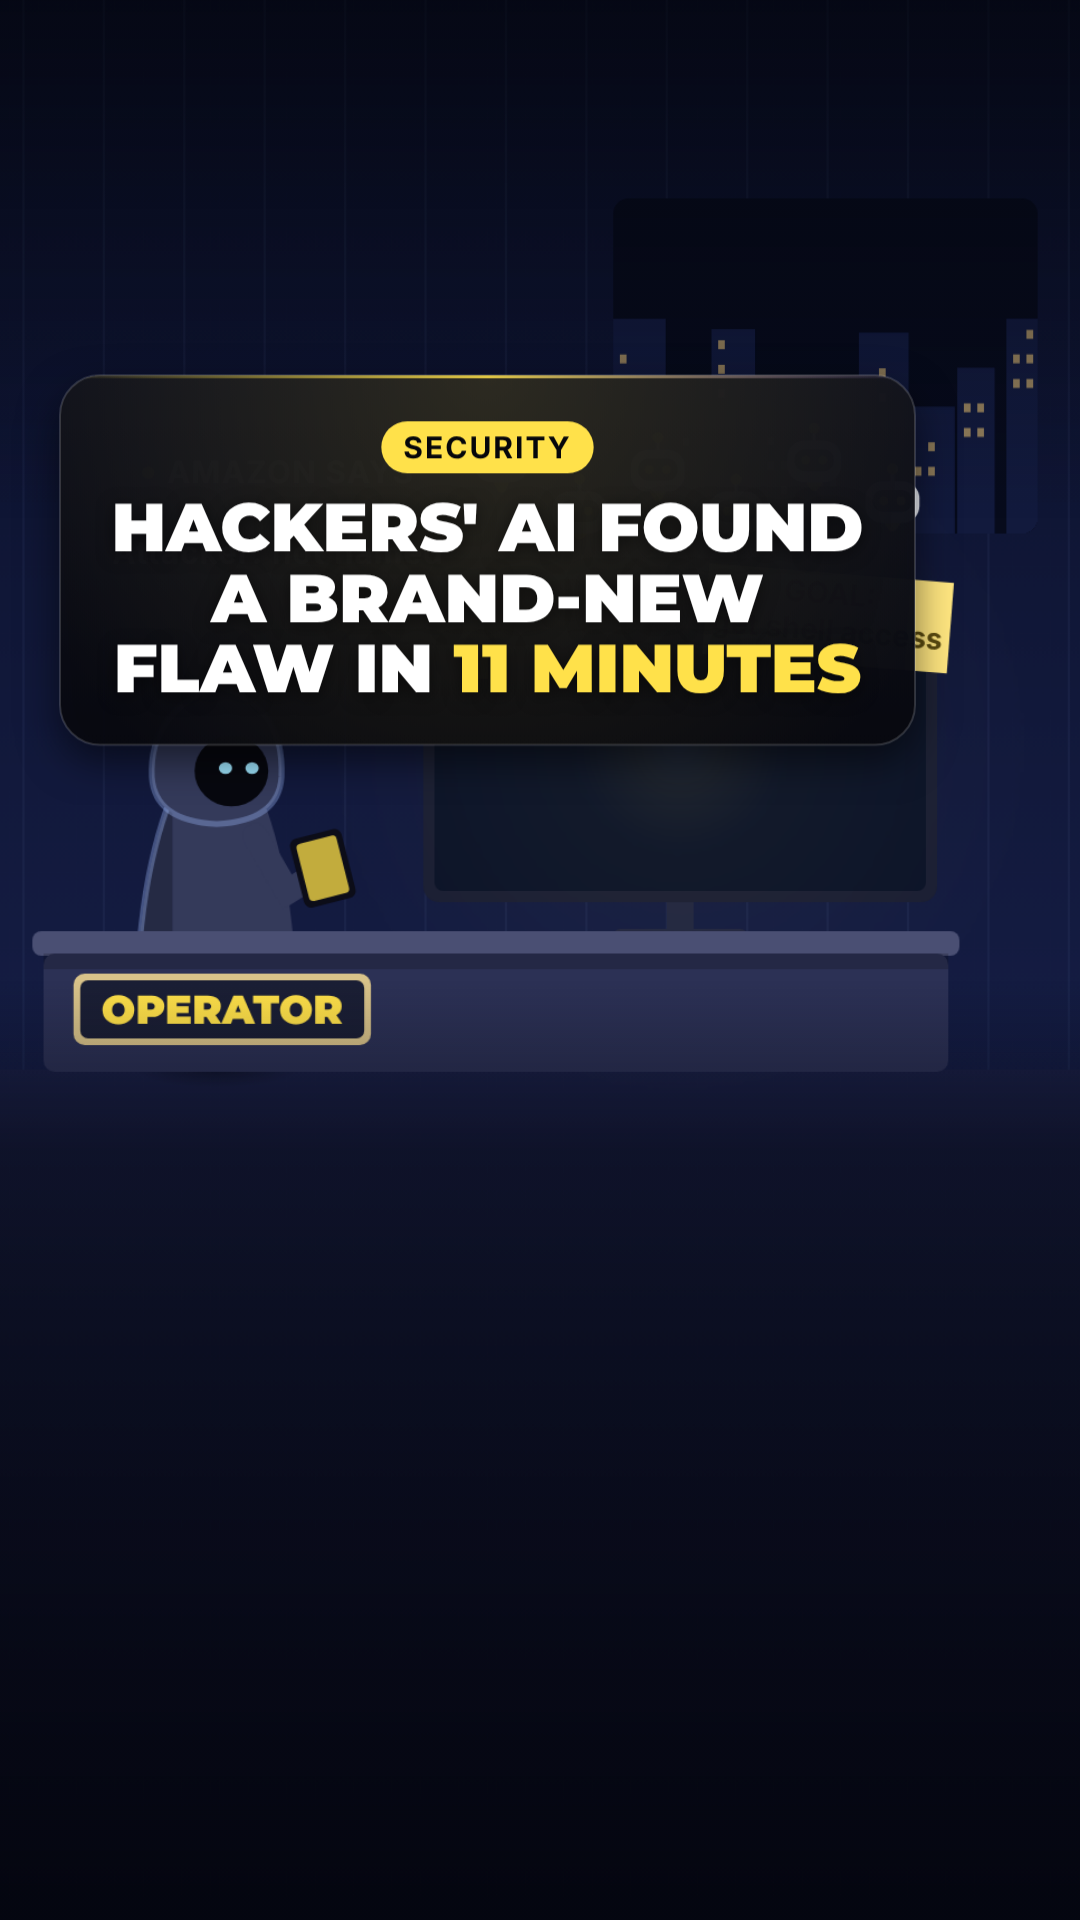 SECURITY
HACKERS' AI FOUND
A BRAND-NEW
FLAW IN 11 MINUTES
OPERATOR